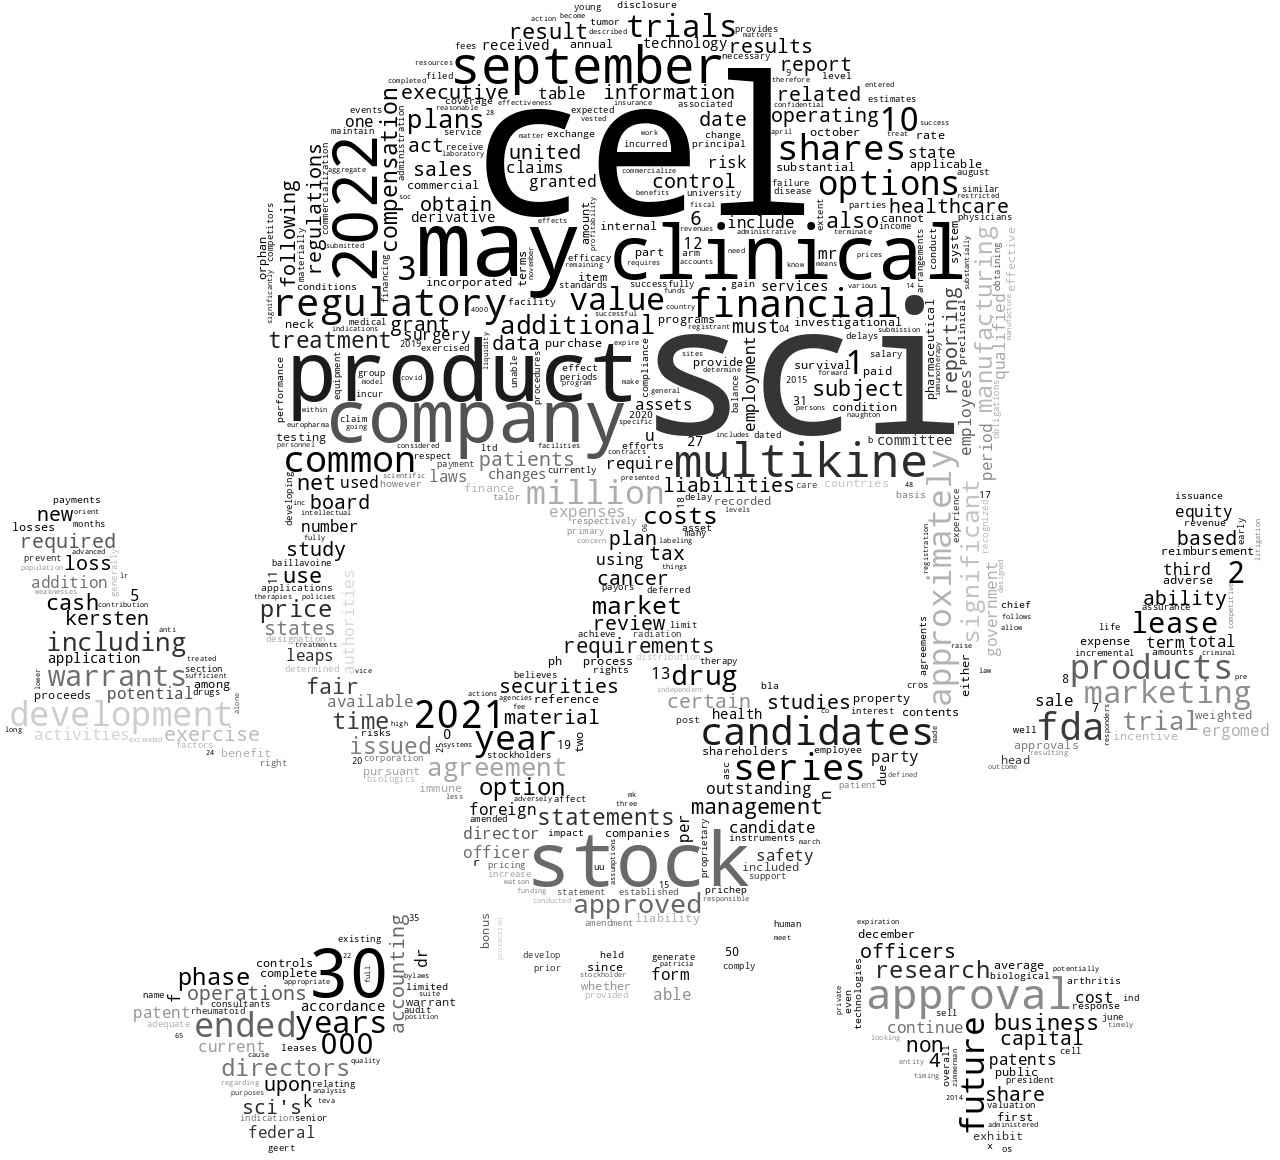 young
disclosure
action become
result
tumor
described
trials
provides
matters
fees received annual technology
necessary
results
resources
september
report
completed
filed
9
therefore
level
entered
executive table information
related
estimates
coverage effectiveness insurance associated confidential
reasonable 28
expected
vested
events
one
maintain
plans
service
matter exchange work
date
change
principal
operating
10
success
april
october treat rate
cel
act receive
laboratory
united
incurred
shares
state
aggregate
sales
claims
commercialize
risk
substantial
applicable
commercial
granted
control
failure
disease
options
august
benefits university
similar
restricted
soc
obtain
fiscal
parties
healthcare
derivative
effects
6
revenues
include
also
cannot
income
physicians
internal
administrative
terminate
2022
compensation
administration
regulations
commercialization
following
competitors
orphan
materially
significantly
submitted
financing
amount
profitability
extent
may clinical
3
terms
november
efficacy
remaining
part
requires
12
arm
accounts
need
know
means
mr
prices
arrangements
conduct
system
substantially
obtaining
effective
manufacturing
manufacture
conditions
incorporated
item
standards
successfully
funds
gain services
various
14
regulatory
4000
facility
value
country
financial
qualified
neck
medical
indications
grant
additional
successful
programs
registrant
must
04
investigational
submission
reporting
preclinical
treatment
2019
surgery
exercised
liquidity
data
purchase
expire
compliance
sites
provide
determine
delays
pharmaceutical
immunotherapy
performance
equipment
group
model
covid
incur
unable
procedures
effect
periods
program
make
general
balance
employment
survival
forward
salary
1
paid
product
sci
within
europharma
claim
going
company
2020
specific
assets
2015
31
persons
condition
subject
naughton
employees
obligations
period
testing
personnel
considered
respect
ltd
facilities
u
efforts
contracts
27
includes dated
b committee
common
payment
patients
changes
currently
require
presented
multikine
net used
scientific
however
laws
finance
talor
million
liabilities
delay
recorded
levels
care countries
basis
48
17
developing
inc
board
intellectual
expenses
respectively
18
costs
approximately
experience
significant
recognized
number
fully
primary
concern
06
plan
asset
many
labeling
registration
designed
study
baillavoine
using
tax
things
government
11
use
cancer
payors deferred
applications
therapies policies
market
chief
follows
allow
price
review limit
authorities
states
designation
achieve radiation
requirements
treatments
leaps
determined
vice
ph process
rights
distribution
therapy
agreements
raise
law
either
fair
believes
securities
13
drug
bla
cros
available
actions
agencies
fee
reference
independent
certain
studies
co
property
interest
contents
time
high
2021
material
post
health
made
risks
0
year
19
two
candidates
issued
25
systems
stockholders
shareholders
employee
party
20
corporation
asc
series
due
defined
pursuant
biologics
agreement
immune
less
option
outstanding
patient
mk
three
management
n
foreign
amended
adversely affect
statements
per
proprietary
candidate
instruments march
director
impact
companies
officer
stock
safety
r
pricing
increase
watson
funding
uu
assumptions
15
included
support
statement established
prichep
responsible
conducted
approved
amendment
liability
payments
orient
new
losses
months
required
prevent
population
advanced
loss
generally
addition
weaknesses
lr
5
cash
contribution
kersten
including
anti
application
treated
section
sufficient
lower
warrants
among
proceeds
potential
drugs
alone
development
long
activities extended exercise
factors
24 benefit
right
issuance
equity
revenue
based
early
litigation
reimbursement
third
adverse
2
ability
assurance
competitive
life
lease
expense
incremental
term total
amounts criminal
8
products
pre
marketing
sale
7
well
fda
responders
trial
weighted
incentive
ergomed
approvals
resulting
head
outcome
bonus
protection
human
meet
develop
prior
held
since
stockholder
generate
patricia
50
comply
whether
provided
form
able
accounting
35
existing
22
full
30
dr
controls
complete
appropriate
bylaws
limited
suite
phase
name
f
operations
consultants
accordance
warrant
audit
position
patent
rheumatoid
adequate
ended years
65
current
cause
leases
000
quality
directors
regarding
purposes
upon
relating
analysis
teva
sci's
k
indication senior
federal
geert
expiration
december
officers
technologies
research
average
biological
potentially
arthritis
private
even
approval
cost
ind
response
sell
june
timely
continue
looking
business
non
capital
entity
4
overall
zimmerman
cell
patents
timing
public
president
future
2014
share
valuation
first
administered
exhibit
x os